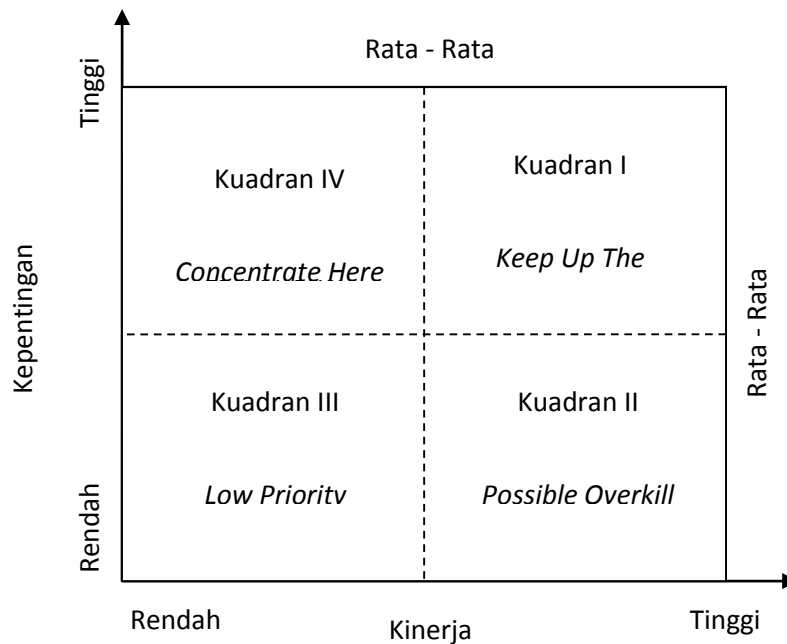 Rata - Rata
Tinggi
Kuadran IV
Kuadran I
Concentrate Here
Keep Up The
Kepentingan
Rata - Rata
Kuadran III
Kuadran II
Low Priority
Possible Overkill
Rendah
Rendah
Kinerja
Tinggi